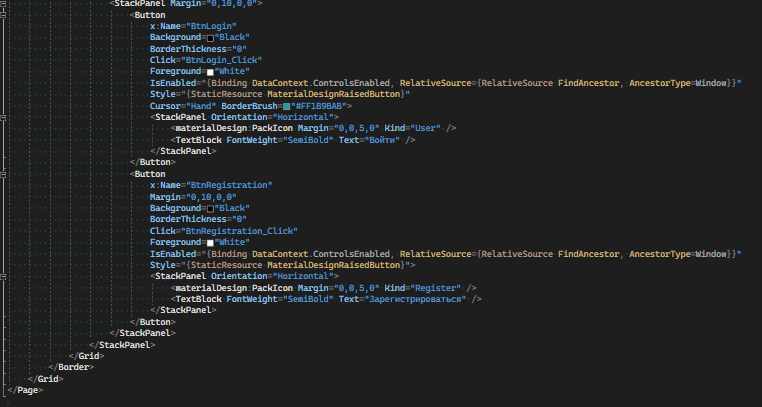 <StackPanel Margin="0,10,0,0">
<Button
x:Name="BtnLogin"
Background="Black"
BorderThickness="0"
Click="BtnLogin_Click"
Foreground="White"
IsEnabled="{Binding DataContext.ControlsEnabled, RelativeSource={RelativeSource FindAncestor, AncestorType=Window}}"
Style="{StaticResource MaterialDesignRaisedButton}"
Cursor="Hand" BorderBrush="#FF1B9BAB">
<StackPanel Orientation="Horizontal">
<materialDesign:PackIcon Margin="0,0,5,0" Kind="User" />
<TextBlock FontWeight="SemiBold" Text="Войти" />
</StackPanel>
</Button>
<Button
x:Name="BtnRegistration"
Margin="0,10,0,0"
Background="Black"
BorderThickness="0"
Click="BtnRegistration_Click"
Foreground="White"
IsEnabled="{Binding DataContext.ControlsEnabled, RelativeSource={RelativeSource FindAncestor, AncestorType=Window}}"
Style="{StaticResource MaterialDesignRaisedButton}">
<StackPanel Orientation="Horizontal">
<materialDesign:PackIcon Margin="0,0,5,0" Kind="Register" />
<TextBlock FontWeight="SemiBold" Text="Зарегистрироваться" />
</StackPanel>
</Button>
</StackPanel>
</StackPanel>
</Grid>
</Border>
</Grid>
</Page>